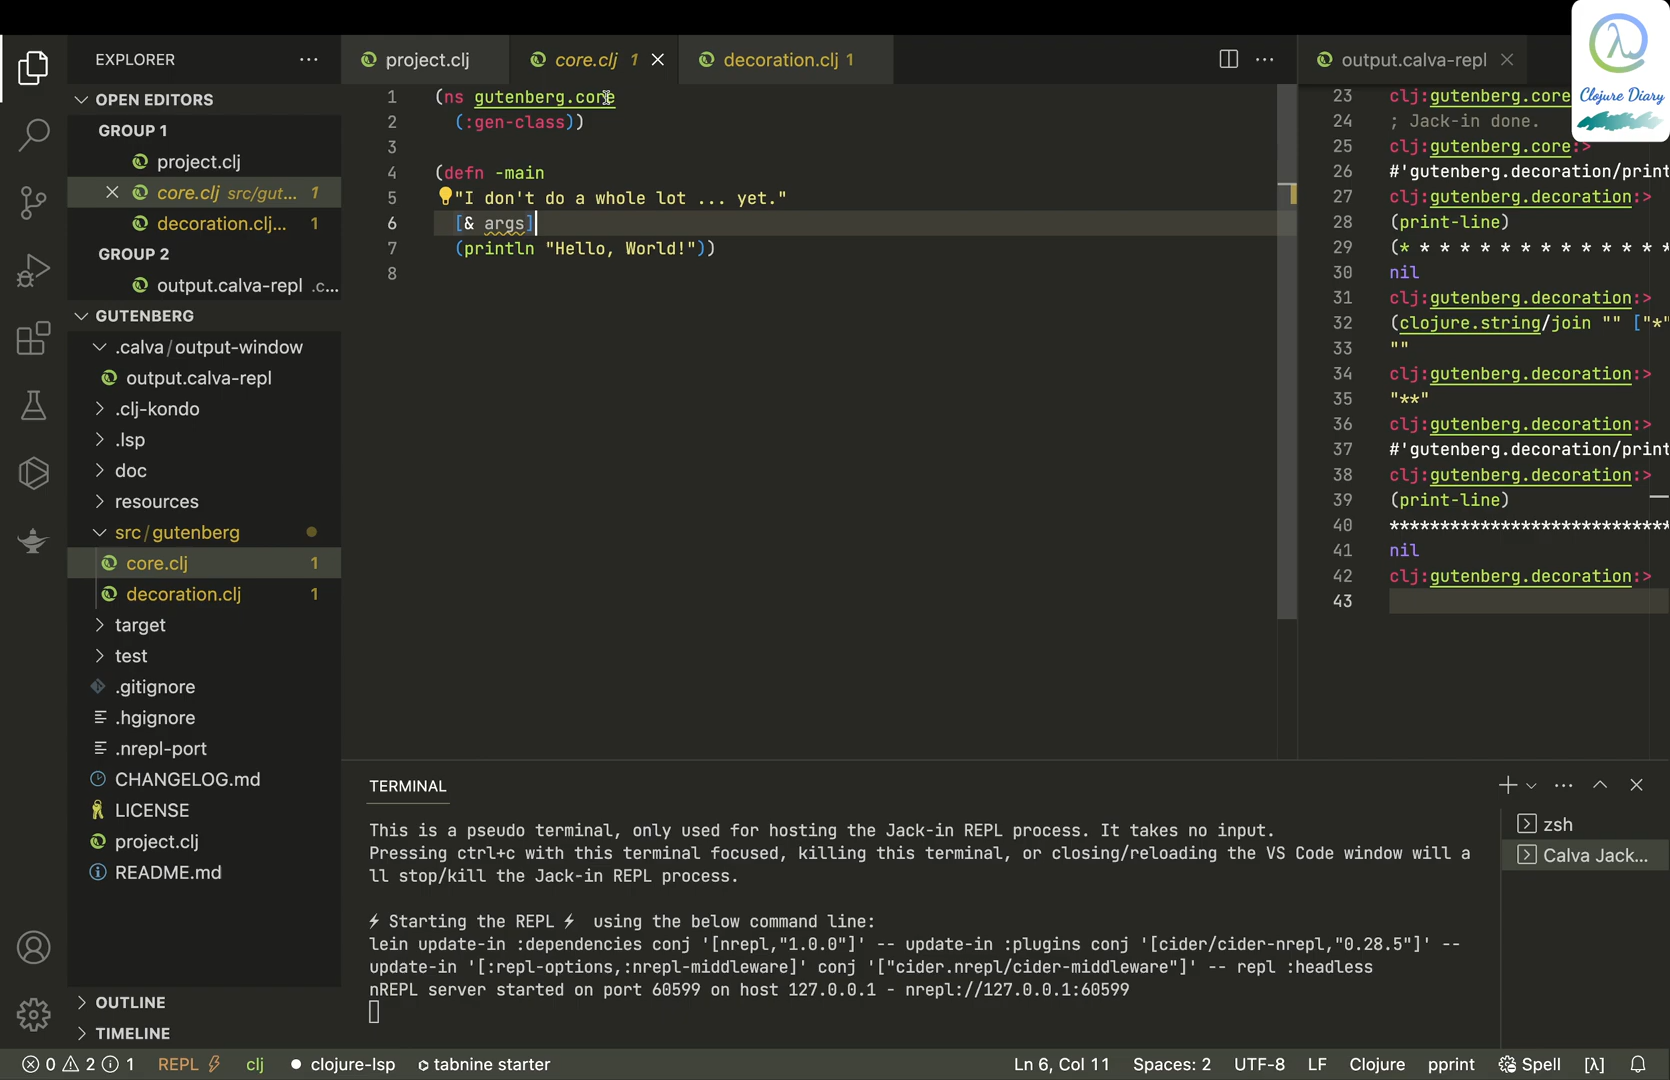 EXPLORER
OPEN EDITORS
GROUP 1
project.clj
core.clj src/gut... 1
decoration.clj... 1
GROUP 2
output.calva-repl .c...
GUTENBERG
.calva/output-window
output.calva-repl
.clj-kondo
.lsp
doc
resources
src/gutenberg
core.clj 1
decoration.clj 1
target
test
.gitignore
.hgignore
.nrepl-port
CHANGELOG.md
LICENSE
project.clj
README.md
OUTLINE
TIMELINE
project.clj
core.clj 1
decoration.clj 1
1 (ns gutenberg.core
2 (:gen-class))
3
4 (defn -main
5 "I don't do a whole lot ... yet."
6 [& args]
7 (println "Hello, World!"))
8
output.calva-repl
Clojure Diary
23 clj:gutenberg.core
24 ; Jack-in done.
25 clj:gutenberg.core:>
26 #'gutenberg.decoration/print
27 clj:gutenberg.decoration:>
28 (print-line)
29 (* * * * * * * * * * * * * *
30 nil
31 clj:gutenberg.decoration:>
32 (clojure.string/join "" ["*"
33 ""
34 clj:gutenberg.decoration:>
35 "**"
36 clj:gutenberg.decoration:>
37 #'gutenberg.decoration/print
38 clj:gutenberg.decoration:>
39 (print-line)
40 ****************************
41 nil
42 clj:gutenberg.decoration:>
43
TERMINAL
This is a pseudo terminal, only used for hosting the Jack-in REPL process. It takes no input.
Pressing ctrl+c with this terminal focused, killing this terminal, or closing/reloading the VS Code window will a
ll stop/kill the Jack-in REPL process.
⚡ Starting the REPL ⚡ using the below command line:
lein update-in :dependencies conj '[nrepl,"1.0.0"]' -- update-in :plugins conj '[cider/cider-nrepl,"0.28.5"]' --
update-in '[:repl-options,:nrepl-middleware]' conj '["cider.nrepl/cider-middleware"]' -- repl :headless
nREPL server started on port 60599 on host 127.0.0.1 - nrepl://127.0.0.1:60599
zsh
Calva Jack...
0 2 1 REPL ⚡ clj clojure-lsp tabnine starter Ln 6, Col 11 Spaces: 2 UTF-8 LF Clojure pprint Spell [λ]